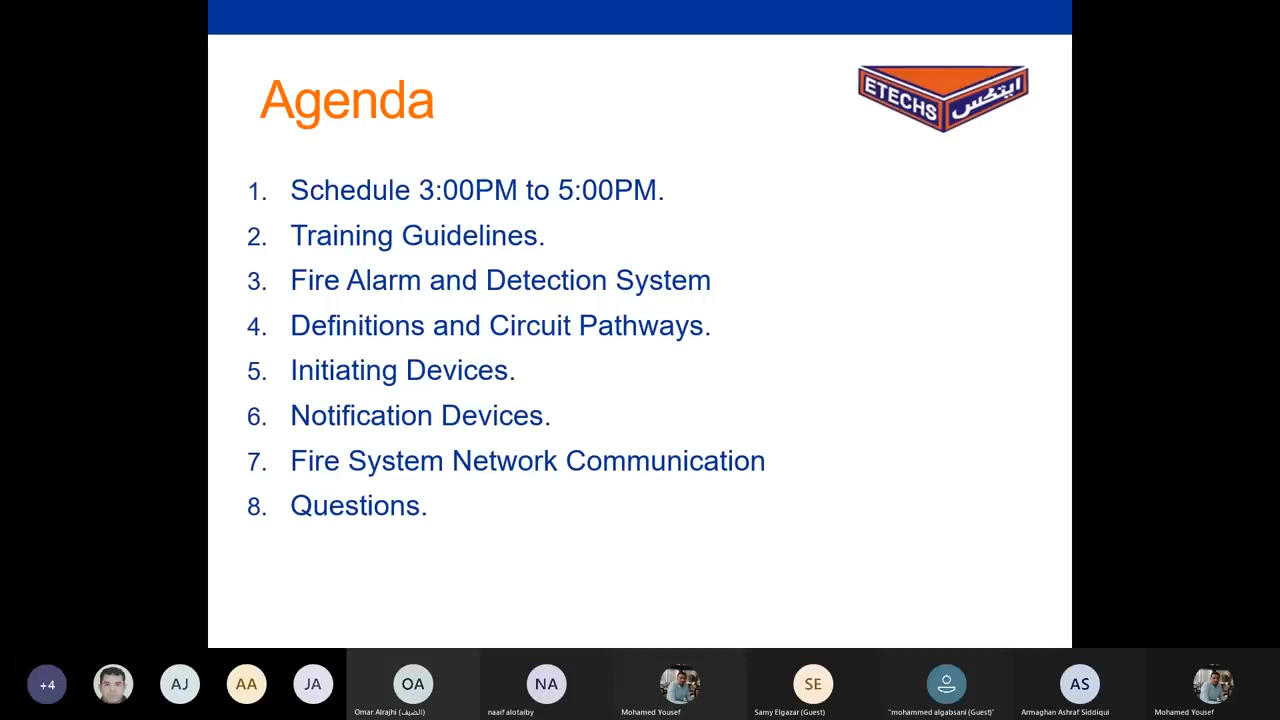 Agenda
ETECHS ايتكس
1. Schedule 3:00PM to 5:00PM.
2. Training Guidelines.
3. Fire Alarm and Detection System
4. Definitions and Circuit Pathways.
5. Initiating Devices.
6. Notification Devices.
7. Fire System Network Communication
8. Questions.
+4 AJ AA JA OA NA SE AS
Omar Alrajhi (الضيف) naaif alotaiby Mohamed Yousef Samy Elgazar (Guest) "mohammed algabsani (Guest)" Armaghan Ashraf Siddiqui Mohamed Yousef